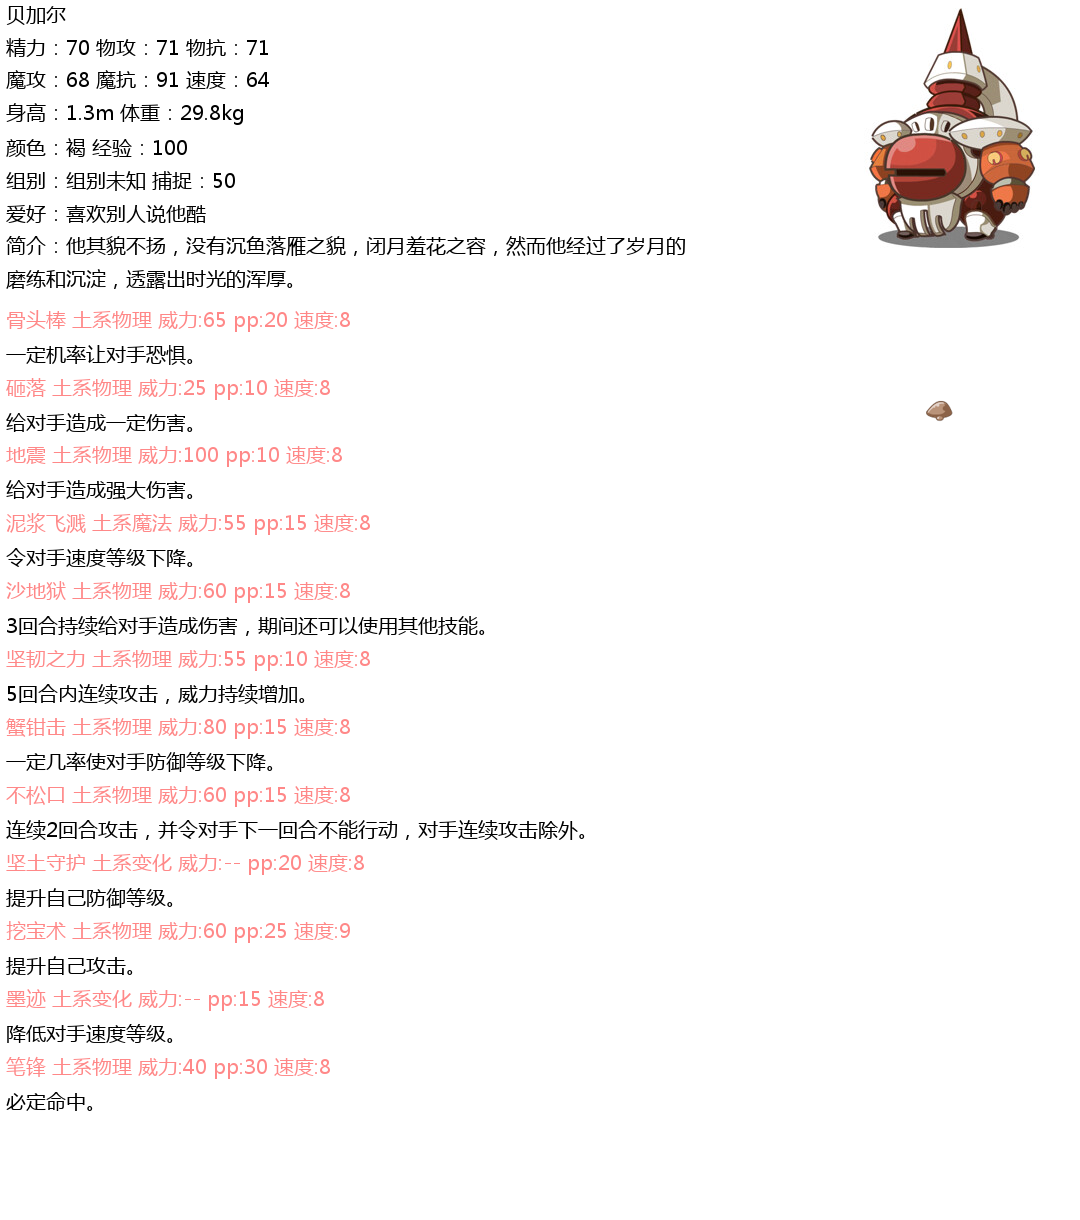 贝加尔
精力：70 物攻：71 物抗：71
魔攻：68 魔抗：91 速度：64
身高：1.3m 体重：29.8kg
颜色：褐 经验：100
组别：组别未知 捕捉：50
爱好：喜欢别人说他酷
简介：他其貌不扬，没有沉鱼落雁之貌，闭月羞花之容，然而他经过了岁月的
磨练和沉淀，透露出时光的浑厚。
骨头棒 土系物理 威力:65 pp:20 速度:8
一定机率让对手恐惧。
砸落 土系物理 威力:25 pp:10 速度:8
给对手造成一定伤害。
地震 土系物理 威力:100 pp:10 速度:8
给对手造成强大伤害。
泥浆飞溅 土系魔法 威力:55 pp:15 速度:8
令对手速度等级下降。
沙地狱 土系物理 威力:60 pp:15 速度:8
3回合持续给对手造成伤害，期间还可以使用其他技能。
坚韧之力 土系物理 威力:55 pp:10 速度:8
5回合内连续攻击，威力持续增加。
蟹钳击 土系物理 威力:80 pp:15 速度:8
一定几率使对手防御等级下降。
不松口 土系物理 威力:60 pp:15 速度:8
连续2回合攻击，并令对手下一回合不能行动，对手连续攻击除外。
坚土守护 土系变化 威力:-- pp:20 速度:8
提升自己防御等级。
挖宝术 土系物理 威力:60 pp:25 速度:9
提升自己攻击。
墨迹 土系变化 威力:-- pp:15 速度:8
降低对手速度等级。
笔锋 土系物理 威力:40 pp:30 速度:8
必定命中。